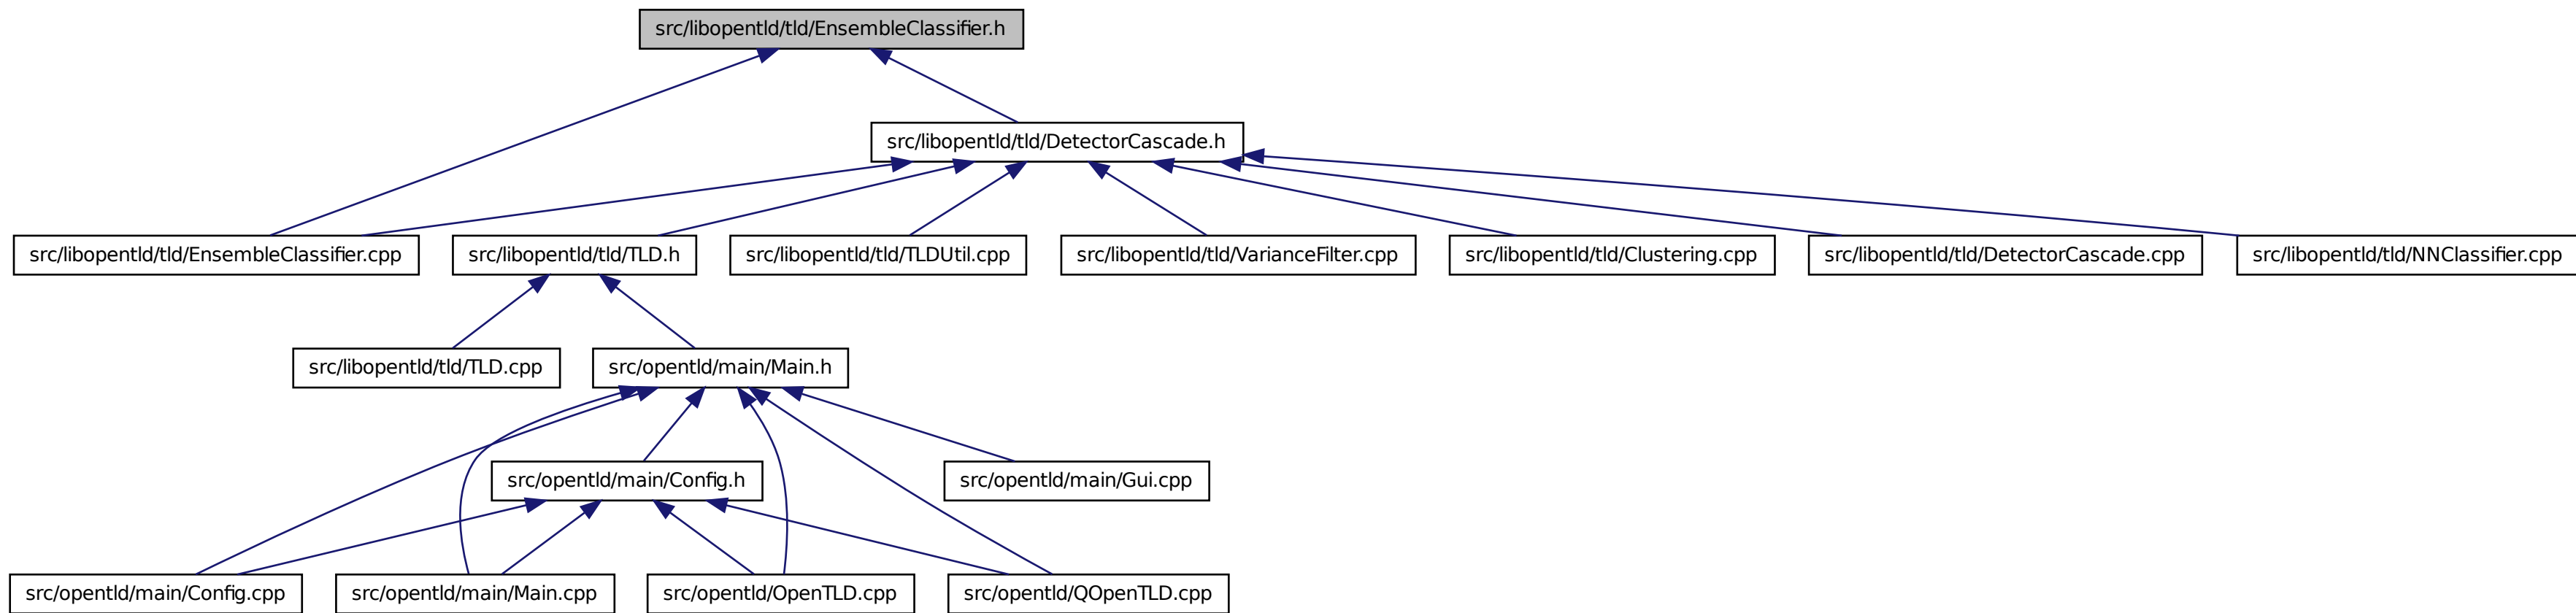 src/libopentld/tld/EnsembleClassifier.h
src/libopentld/tld/DetectorCascade.h
src/libopentld/tld/EnsembleClassifier.cpp
src/libopentld/tld/TLD.h
src/libopentld/tld/TLDUtil.cpp
src/libopentld/tld/VarianceFilter.cpp
src/libopentld/tld/Clustering.cpp
src/libopentld/tld/DetectorCascade.cpp
src/libopentld/tld/NNClassifier.cpp
src/libopentld/tld/TLD.cpp
src/opentld/main/Main.h
src/opentld/main/Config.h
src/opentld/main/Gui.cpp
src/opentld/main/Config.cpp
src/opentld/main/Main.cpp
src/opentld/OpenTLD.cpp
src/opentld/QOpenTLD.cpp